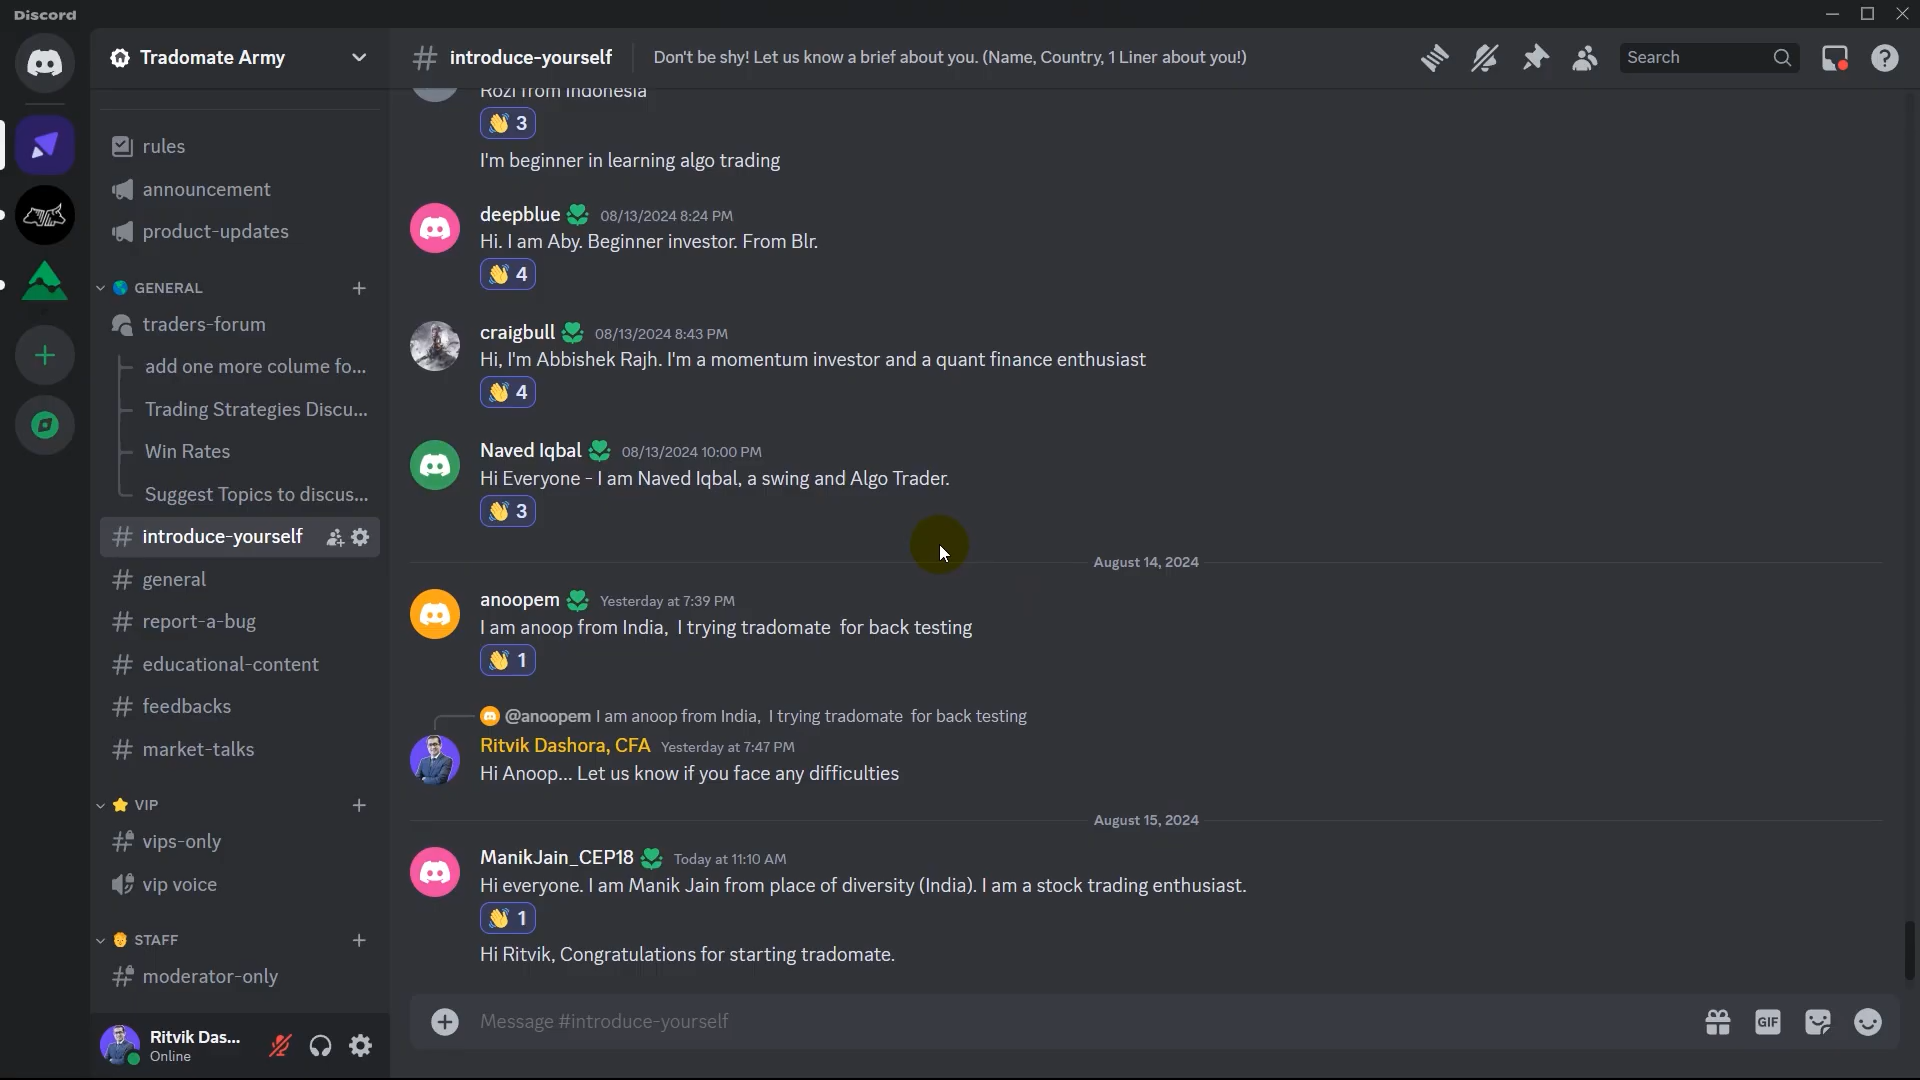 Discord
Tradomate Army
introduce-yourself
Don't be shy! Let us know a brief about you. (Name, Country, 1 Liner about you!)
Search
rules
announcement
product-updates
GENERAL
traders-forum
add one more colume fo...
Trading Strategies Discu...
Win Rates
Suggest Topics to discus...
introduce-yourself
general
report-a-bug
educational-content
feedbacks
market-talks
VIP
vips-only
vip voice
STAFF
moderator-only
Ritvik Das...
Online
Rozi from Indonesia
3
I'm beginner in learning algo trading
deepblue 08/13/2024 8:24 PM
Hi. I am Aby. Beginner investor. From Blr.
4
craigbull 08/13/2024 8:43 PM
Hi, I'm Abbishek Rajh. I'm a momentum investor and a quant finance enthusiast
4
Naved Iqbal 08/13/2024 10:00 PM
Hi Everyone - I am Naved Iqbal, a swing and Algo Trader.
3
August 14, 2024
anoopem Yesterday at 7:39 PM
I am anoop from India, I trying tradomate for back testing
1
@anoopem I am anoop from India, I trying tradomate for back testing
Ritvik Dashora, CFA Yesterday at 7:47 PM
Hi Anoop... Let us know if you face any difficulties
August 15, 2024
ManikJain_CEP18 Today at 11:10 AM
Hi everyone. I am Manik Jain from place of diversity (India). I am a stock trading enthusiast.
1
Hi Ritvik, Congratulations for starting tradomate.
Message #introduce-yourself
GIF